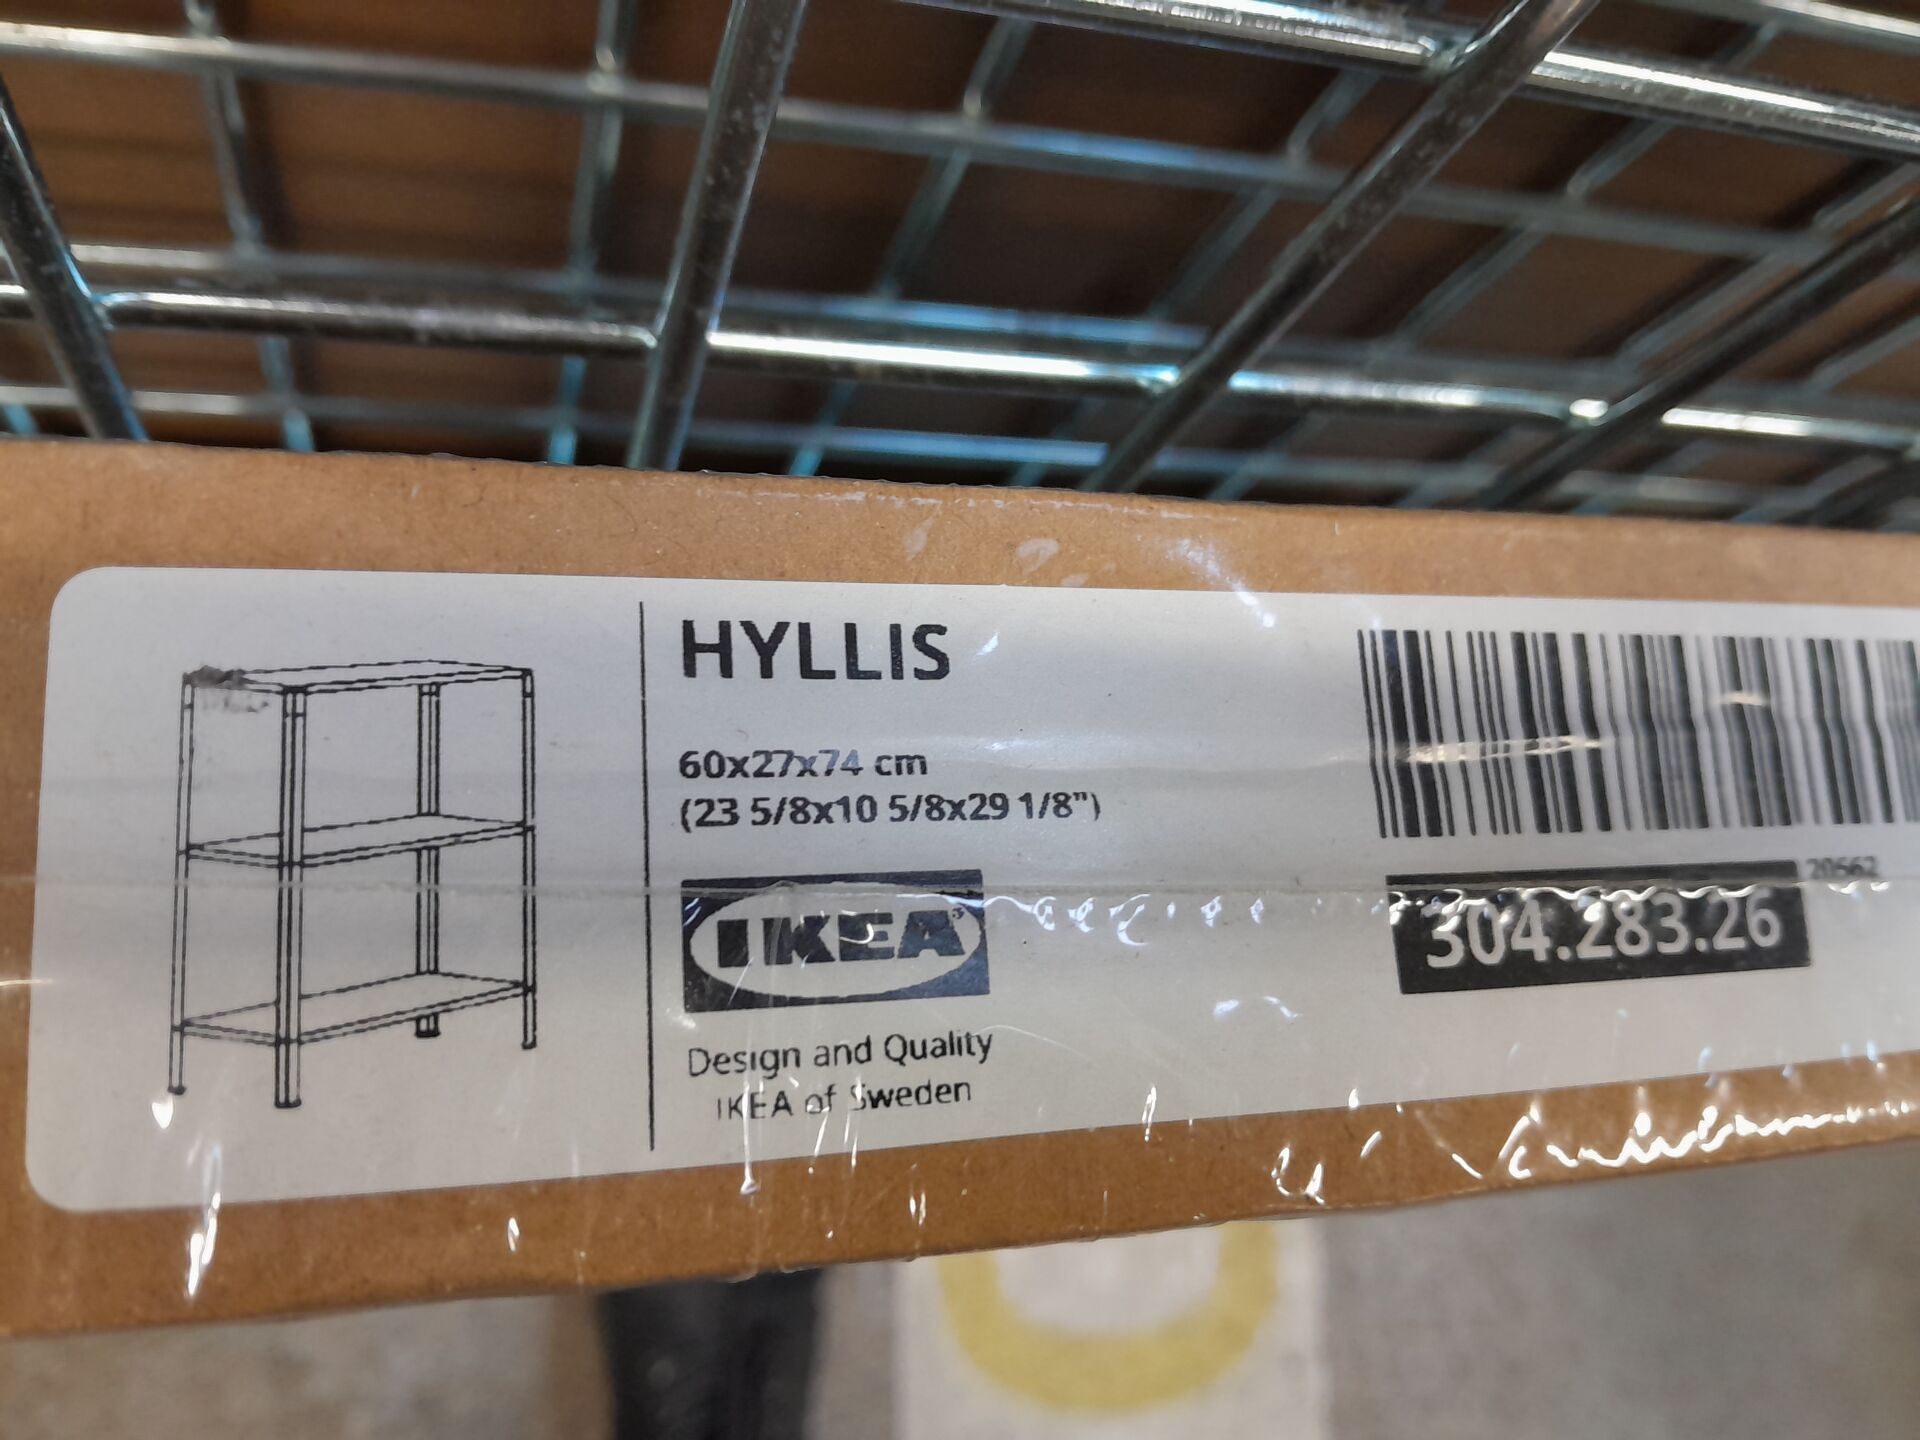 HYLLIS
60x27x74 cm
(23 5/8x10 5/8x29 1/8")
IKEA®
Design and Quality
IKEA of Sweden
20562
304.283.26